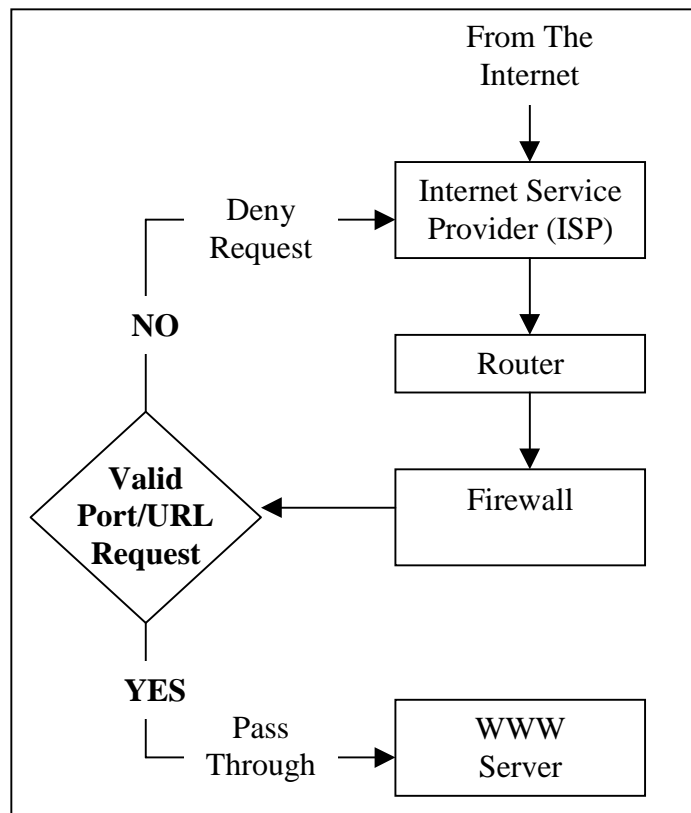 From The
Internet
Internet Service
Provider (ISP)
Deny
Request
NO
Router
Valid
Port/URL
Request
Firewall
YES
Pass
Through
WWW
Server